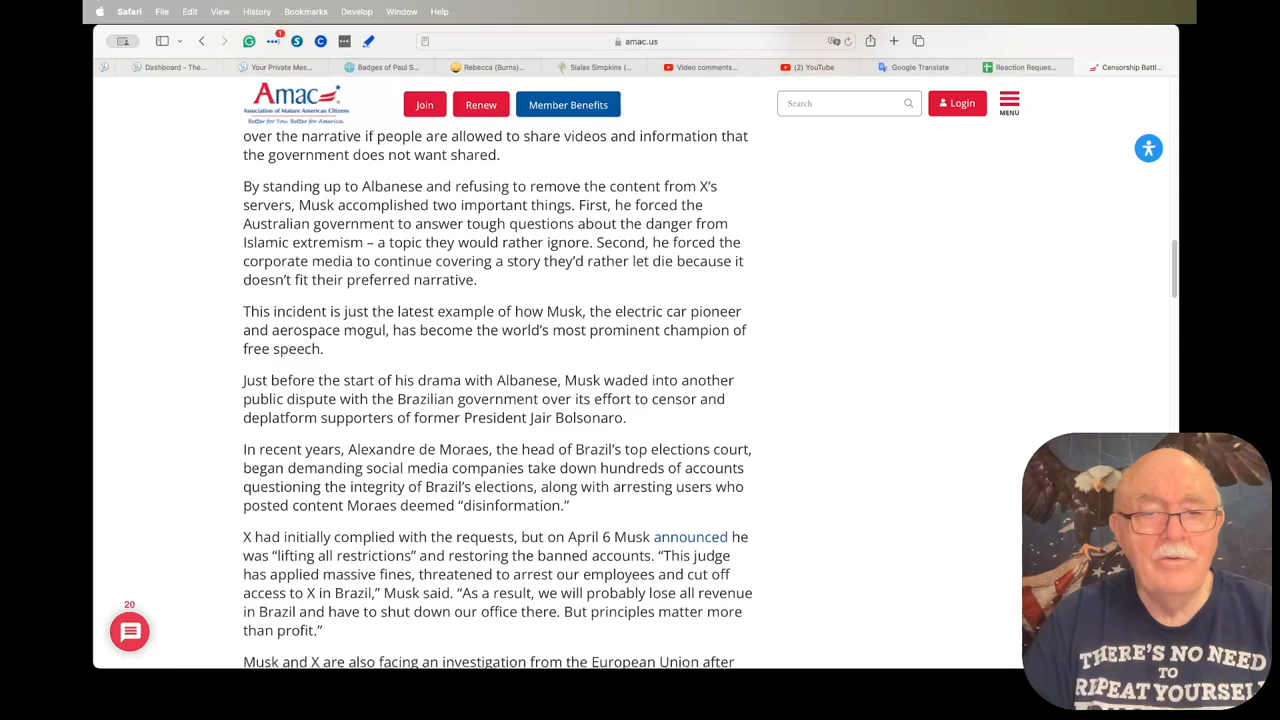 Safari File Edit View History Bookmarks Develop Window Help
1
amac.us
Dashboard - The...
Your Private Mes...
Badges of Paul S...
Rebecca (Burns)...
Sialas Simpkins (...
Video comments...
(2) YouTube
Google Translate
Reaction Reques...
Censorship Battl...
Amac
Association of Mature American Citizens
Better for You. Better for America.
Join
Renew
Member Benefits
Search
Login
MENU
over the narrative if people are allowed to share videos and information that
the government does not want shared.
By standing up to Albanese and refusing to remove the content from X’s
servers, Musk accomplished two important things. First, he forced the
Australian government to answer tough questions about the danger from
Islamic extremism – a topic they would rather ignore. Second, he forced the
corporate media to continue covering a story they’d rather let die because it
doesn’t fit their preferred narrative.
This incident is just the latest example of how Musk, the electric car pioneer
and aerospace mogul, has become the world’s most prominent champion of
free speech.
Just before the start of his drama with Albanese, Musk waded into another
public dispute with the Brazilian government over its effort to censor and
deplatform supporters of former President Jair Bolsonaro.
In recent years, Alexandre de Moraes, the head of Brazil’s top elections court,
began demanding social media companies take down hundreds of accounts
questioning the integrity of Brazil’s elections, along with arresting users who
posted content Moraes deemed “disinformation.”
X had initially complied with the requests, but on April 6 Musk announced he
was “lifting all restrictions” and restoring the banned accounts. “This judge
has applied massive fines, threatened to arrest our employees and cut off
access to X in Brazil,” Musk said. “As a result, we will probably lose all revenue
in Brazil and have to shut down our office there. But principles matter more
than profit.”
Musk and X are also facing an investigation from the European Union after
20
THERE'S NO NEED
TO
REPEAT YOURSELF